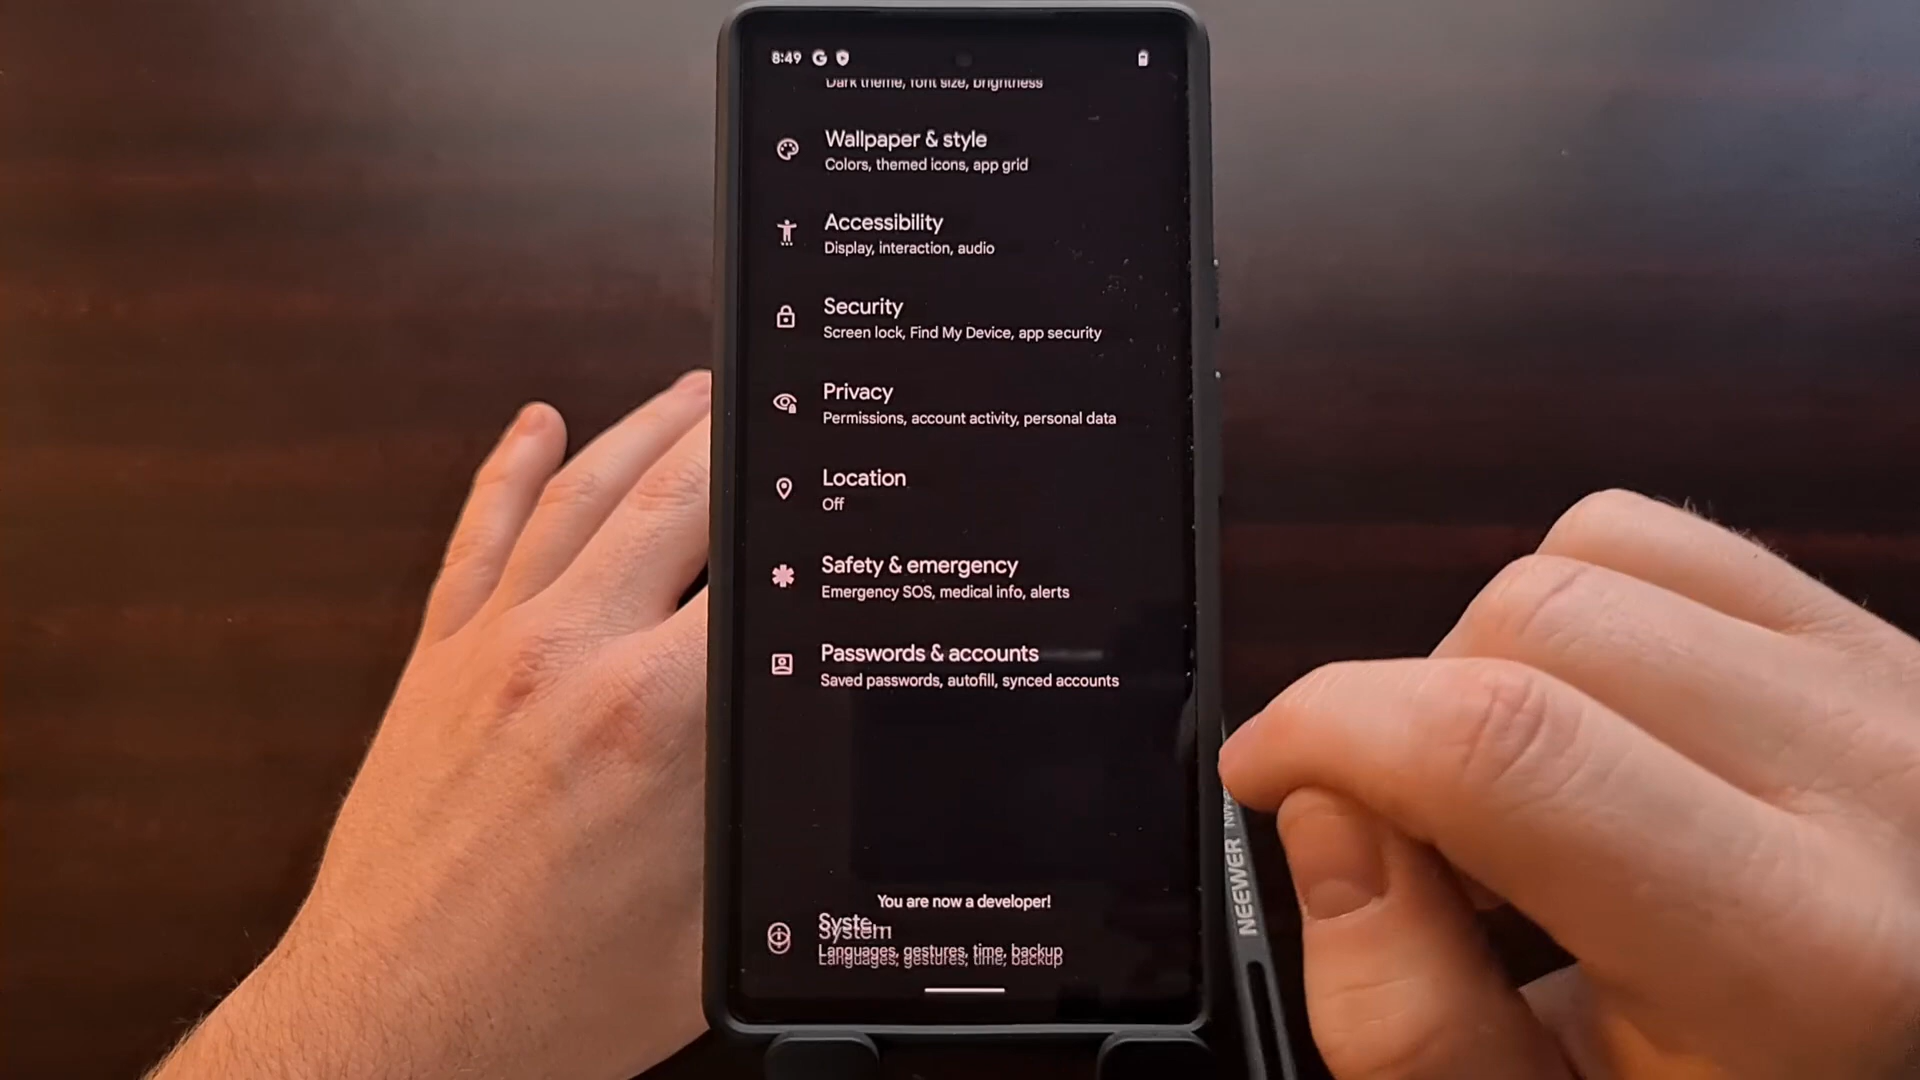 8:49
Dark theme, font size, brightness
Wallpaper & style
Colors, themed icons, app grid
Accessibility
Display, interaction, audio
Security
Screen lock, Find My Device, app security
Privacy
Permissions, account activity, personal data
Location
Off
Safety & emergency
Emergency SOS, medical info, alerts
Passwords & accounts
Saved passwords, autofill, synced accounts
You are now a developer!
System
Languages, gestures, time, backup
NEEWER